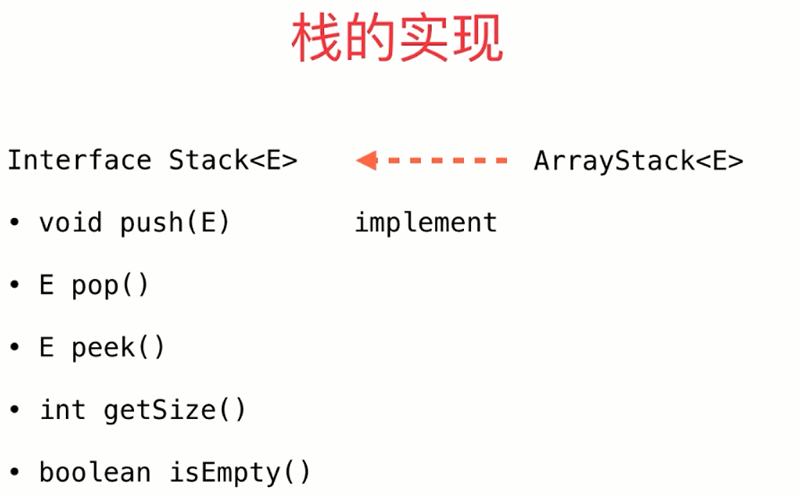 栈的实现
Interface Stack<E>
ArrayStack<E>
• void push(E)
implement
• E pop()
• E peek()
• int getSize()
• boolean isEmpty()